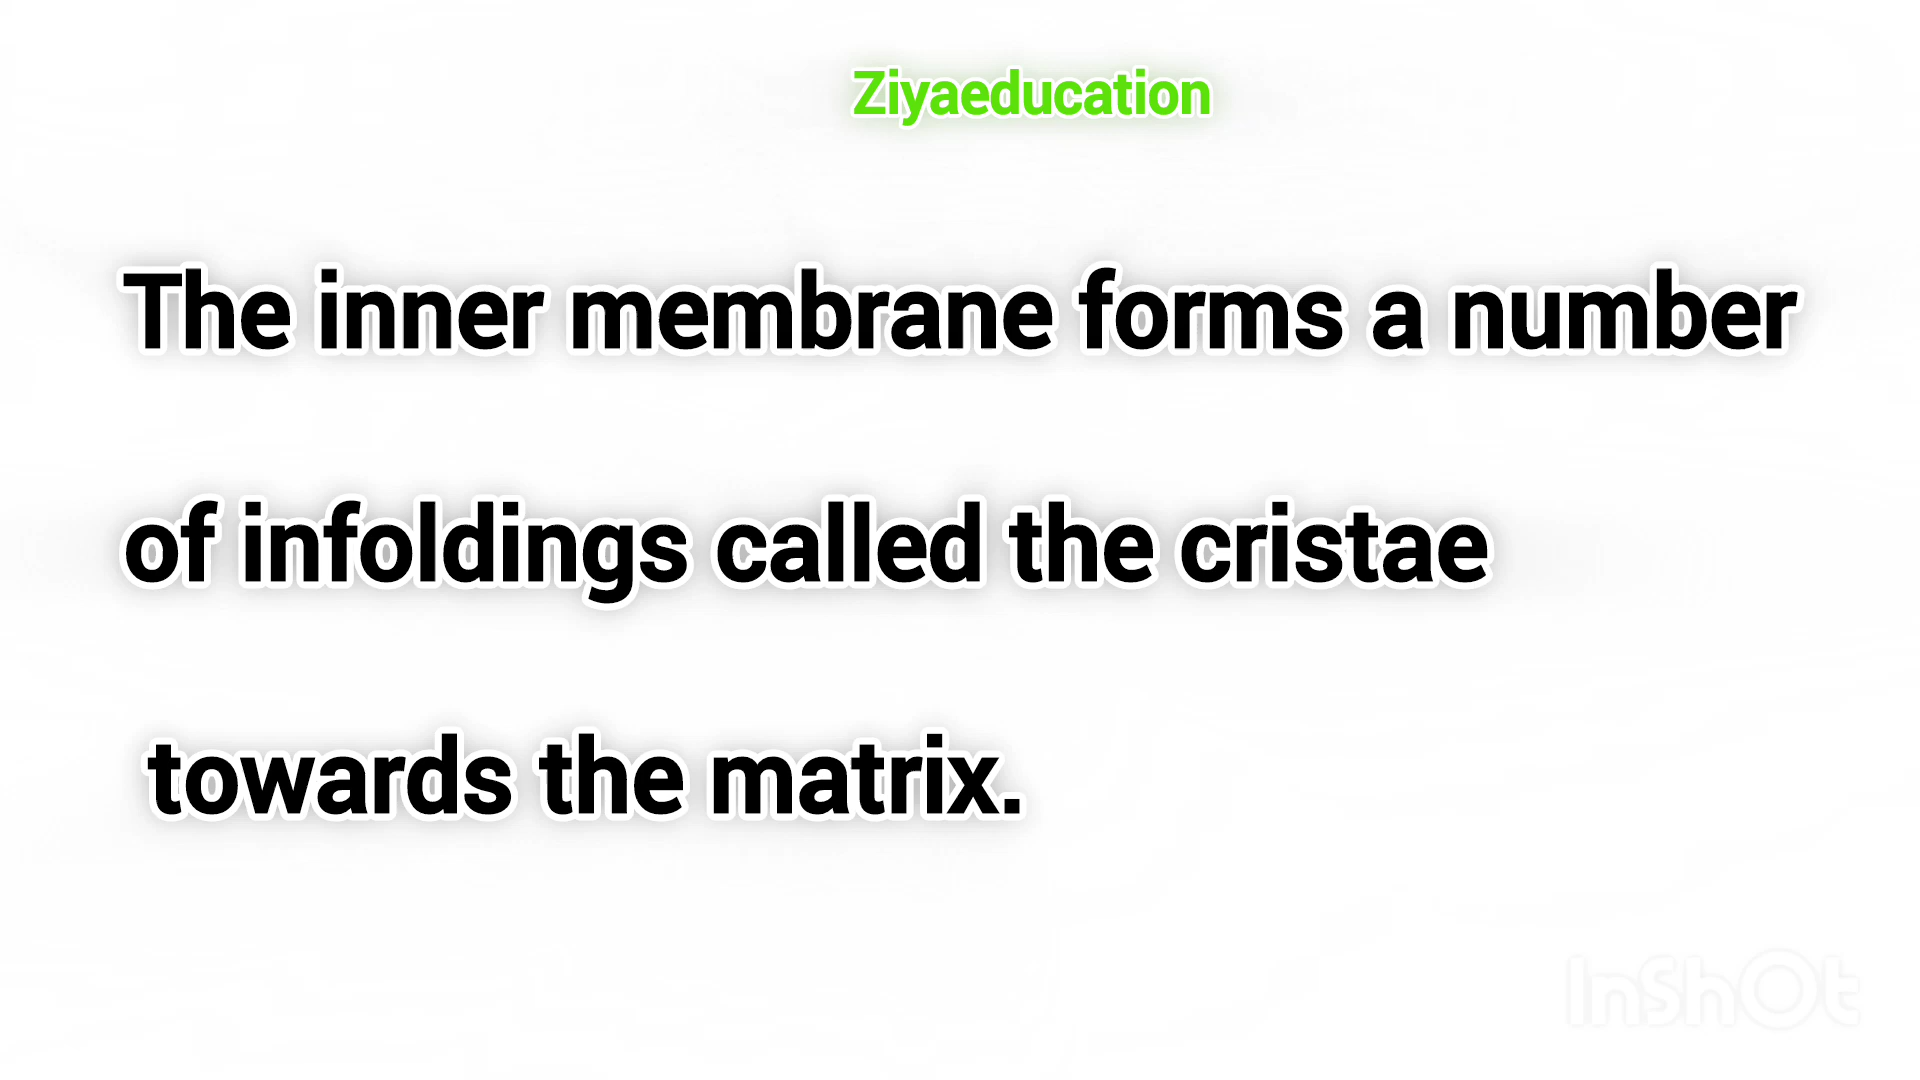 Ziyaeducation
The inner membrane forms a number
of infoldings called the cristae
towards the matrix.
InShOt